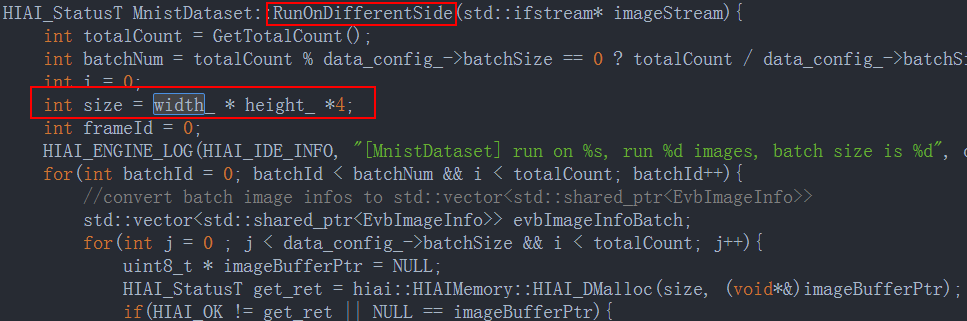 HIAI_StatusT MnistDataset::RunOnDifferentSide(std::ifstream* imageStream){
int totalCount = GetTotalCount();
int batchNum = totalCount % data_config_->batchSize == 0 ? totalCount / data_config_->batchSi
int i = 0;
int size = width_ * height_ *4;
int frameId = 0;
HIAI_ENGINE_LOG(HIAI_IDE_INFO, "[MnistDataset] run on %s, run %d images, batch size is %d",
for(int batchId = 0; batchId < batchNum && i < totalCount; batchId++){
//convert batch image infos to std::vector<std::shared_ptr<EvbImageInfo>>
std::vector<std::shared_ptr<EvbImageInfo>> evbImageInfoBatch;
for(int j = 0 ; j < data_config_->batchSize && i < totalCount; j++){
uint8_t * imageBufferPtr = NULL;
HIAI_StatusT get_ret = hiai::HIAIMemory::HIAI_DMalloc(size, (void*&)imageBufferPtr);
if(HIAI_OK != get_ret || NULL == imageBufferPtr){